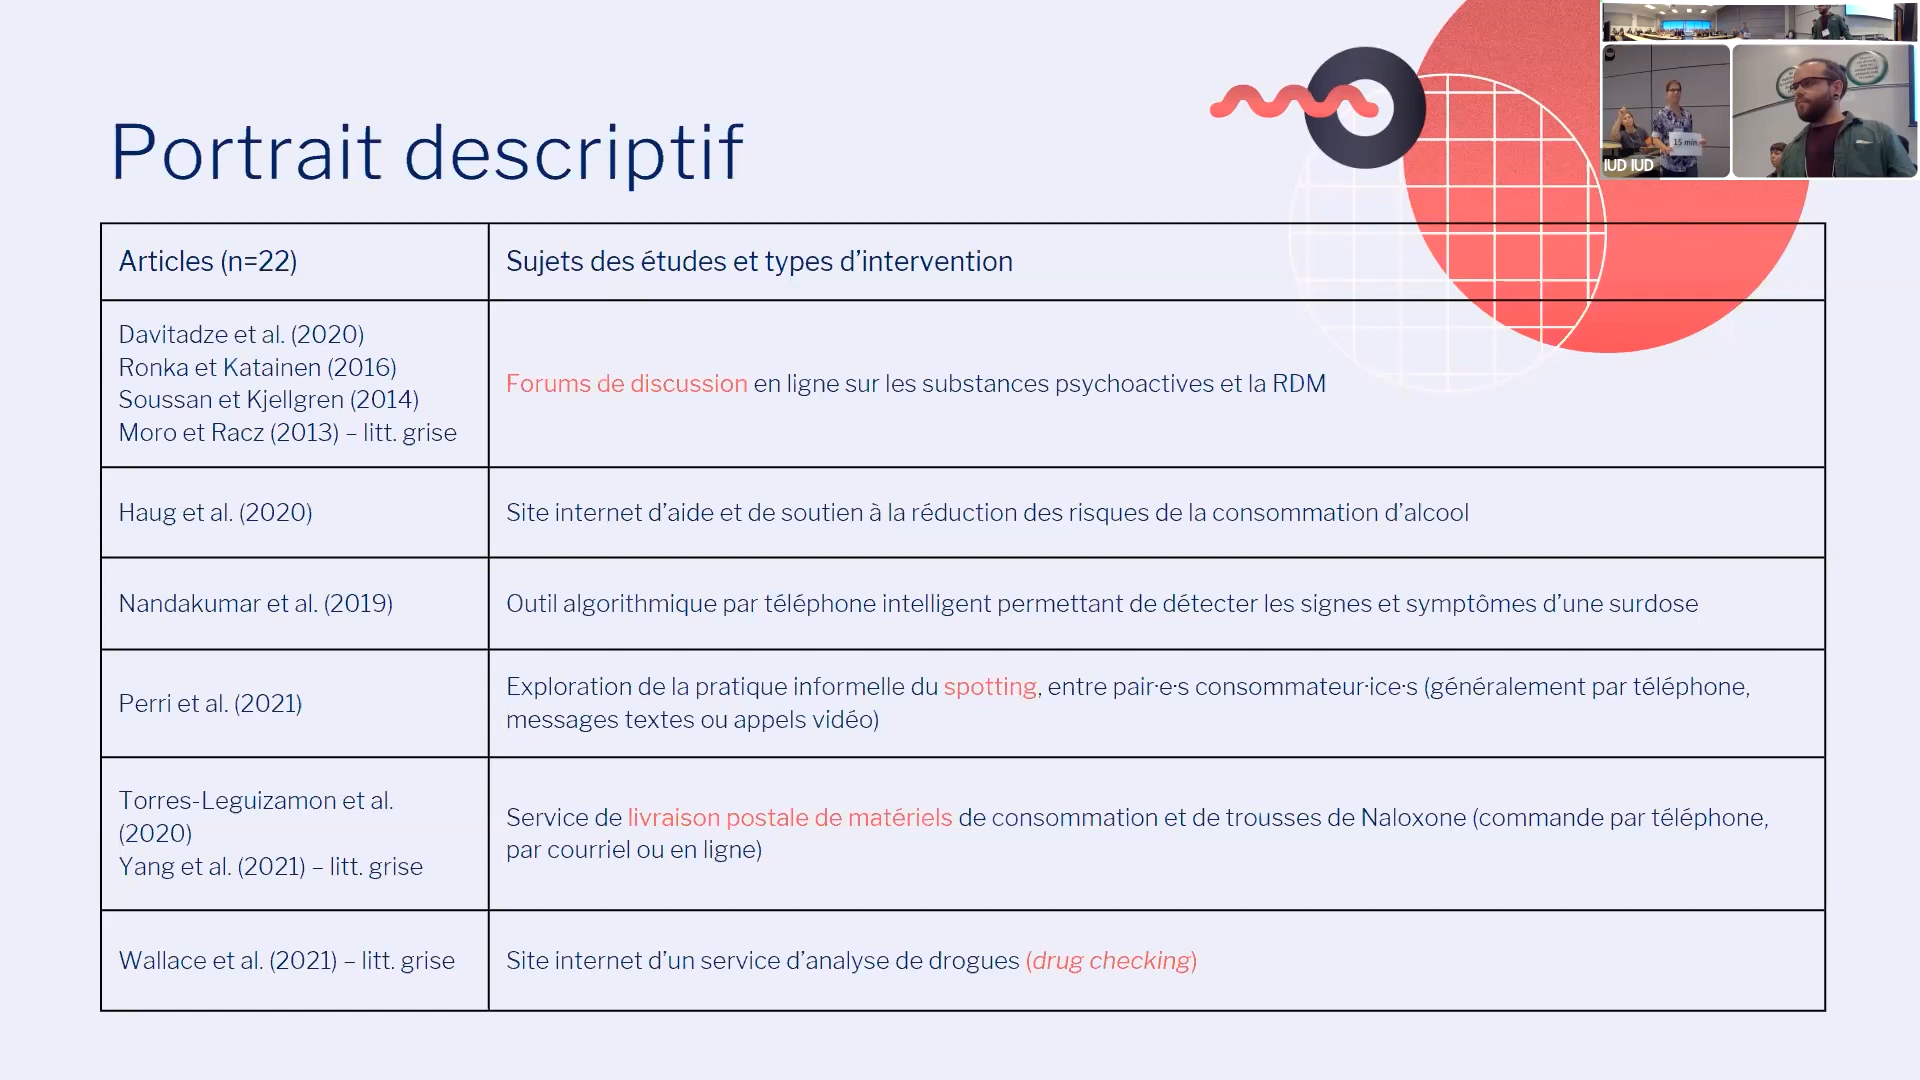 Portrait descriptif
Articles (n=22)
Sujets des études et types d’intervention
Davitadze et al. (2020)
Ronka et Katainen (2016)
Soussan et Kjellgren (2014)
Moro et Racz (2013) – litt. grise
Forums de discussion en ligne sur les substances psychoactives et la RDM
Haug et al. (2020)
Site internet d’aide et de soutien à la réduction des risques de la consommation d’alcool
Nandakumar et al. (2019)
Outil algorithmique par téléphone intelligent permettant de détecter les signes et symptômes d’une surdose
Perri et al. (2021)
Exploration de la pratique informelle du spotting, entre pair·e·s consommateur·ice·s (généralement par téléphone,
messages textes ou appels vidéo)
Torres-Leguizamon et al.
(2020)
Yang et al. (2021) – litt. grise
Service de livraison postale de matériels de consommation et de trousses de Naloxone (commande par téléphone,
par courriel ou en ligne)
Wallace et al. (2021) – litt. grise
Site internet d’un service d’analyse de drogues (drug checking)
15 min.
IUD IUD